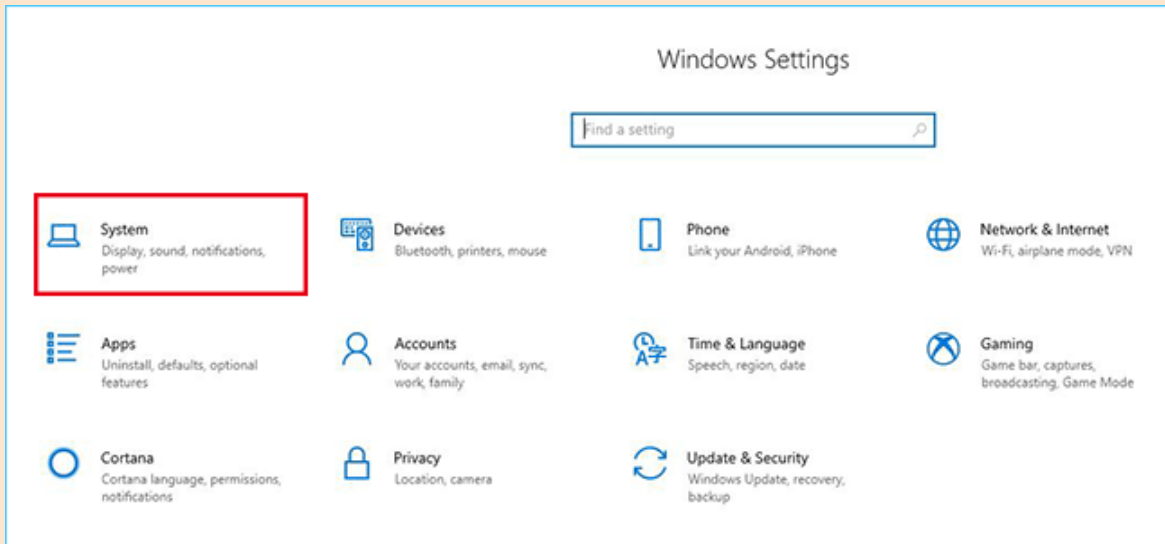 Windows Settings
Find a setting
System
Display, sound, notifications,
power
Devices
Bluetooth, printers, mouse
Phone
Link your Android, iPhone
Network & Internet
Wi-Fi, airplane mode, VPN
Apps
Uninstall, defaults, optional
features
Accounts
Your accounts, email, sync,
work, family
Time & Language
Speech, region, date
Gaming
Game bar, captures,
broadcasting, Game Mode
Cortana
Cortana language, permissions,
notifications
Privacy
Location, camera
Update & Security
Windows Update, recovery,
backup